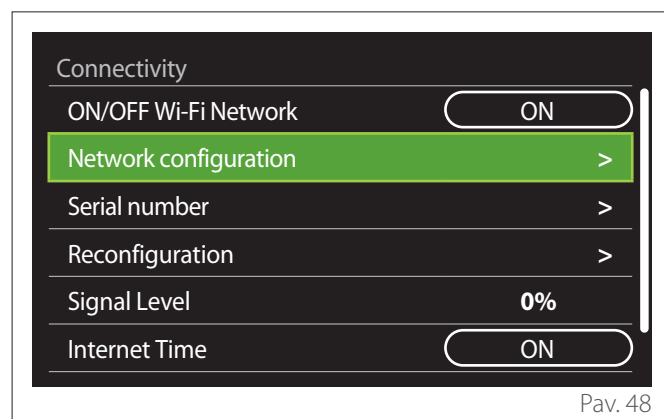 Connectivity
ON/OFF Wi-Fi Network ON
Network configuration >
Serial number >
Reconfiguration >
Signal Level 0%
Internet Time ON
Pav. 48